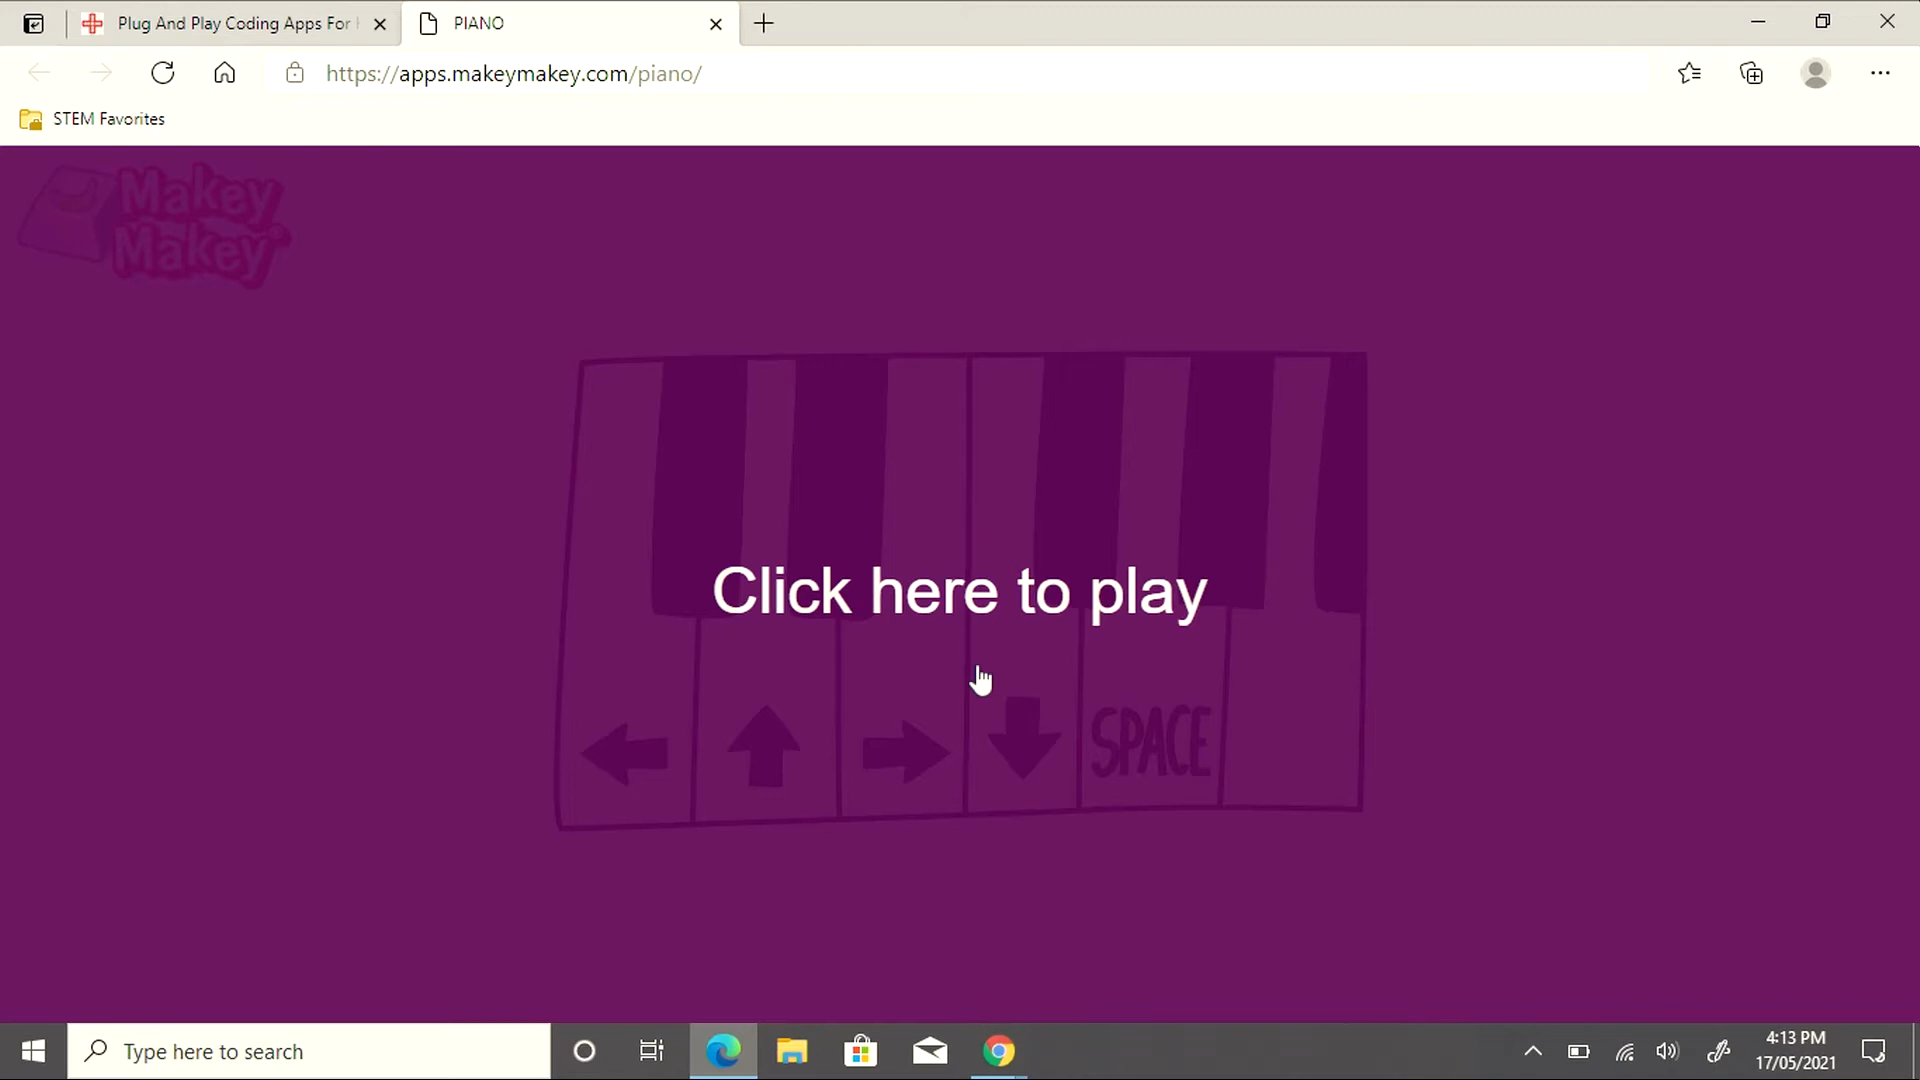 Plug And Play Coding Apps For
PIANO
https://apps.makeymakey.com/piano/
STEM Favorites
Makey
Makey
Click here to play
SPACE
Type here to search
4:13 PM
17/05/2021